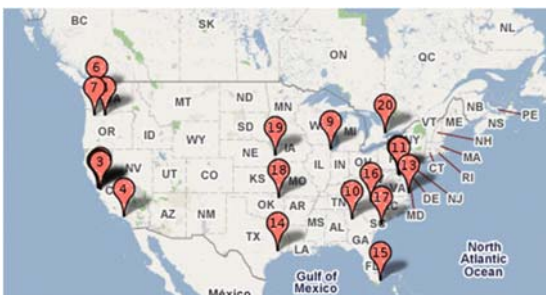 BC
SK
NL
ON
QC
6
7
MT
ND
MN
NB
PE
OR
ID
WY
SD
19
IA
9
MI
20
VT
ME
NS
NH
NE
11
NY
MA
3
NV
UT
CO
KS
18
MO
IL
IN
16
13
VA
CT
RI
4
AZ
NM
OK
AR
TN
10
17
SC
DE
NJ
MD
TX
14
LA
MS
AL
GA
15
FL
North
Atlantic
Ocean
Gulf of
Mexico
México